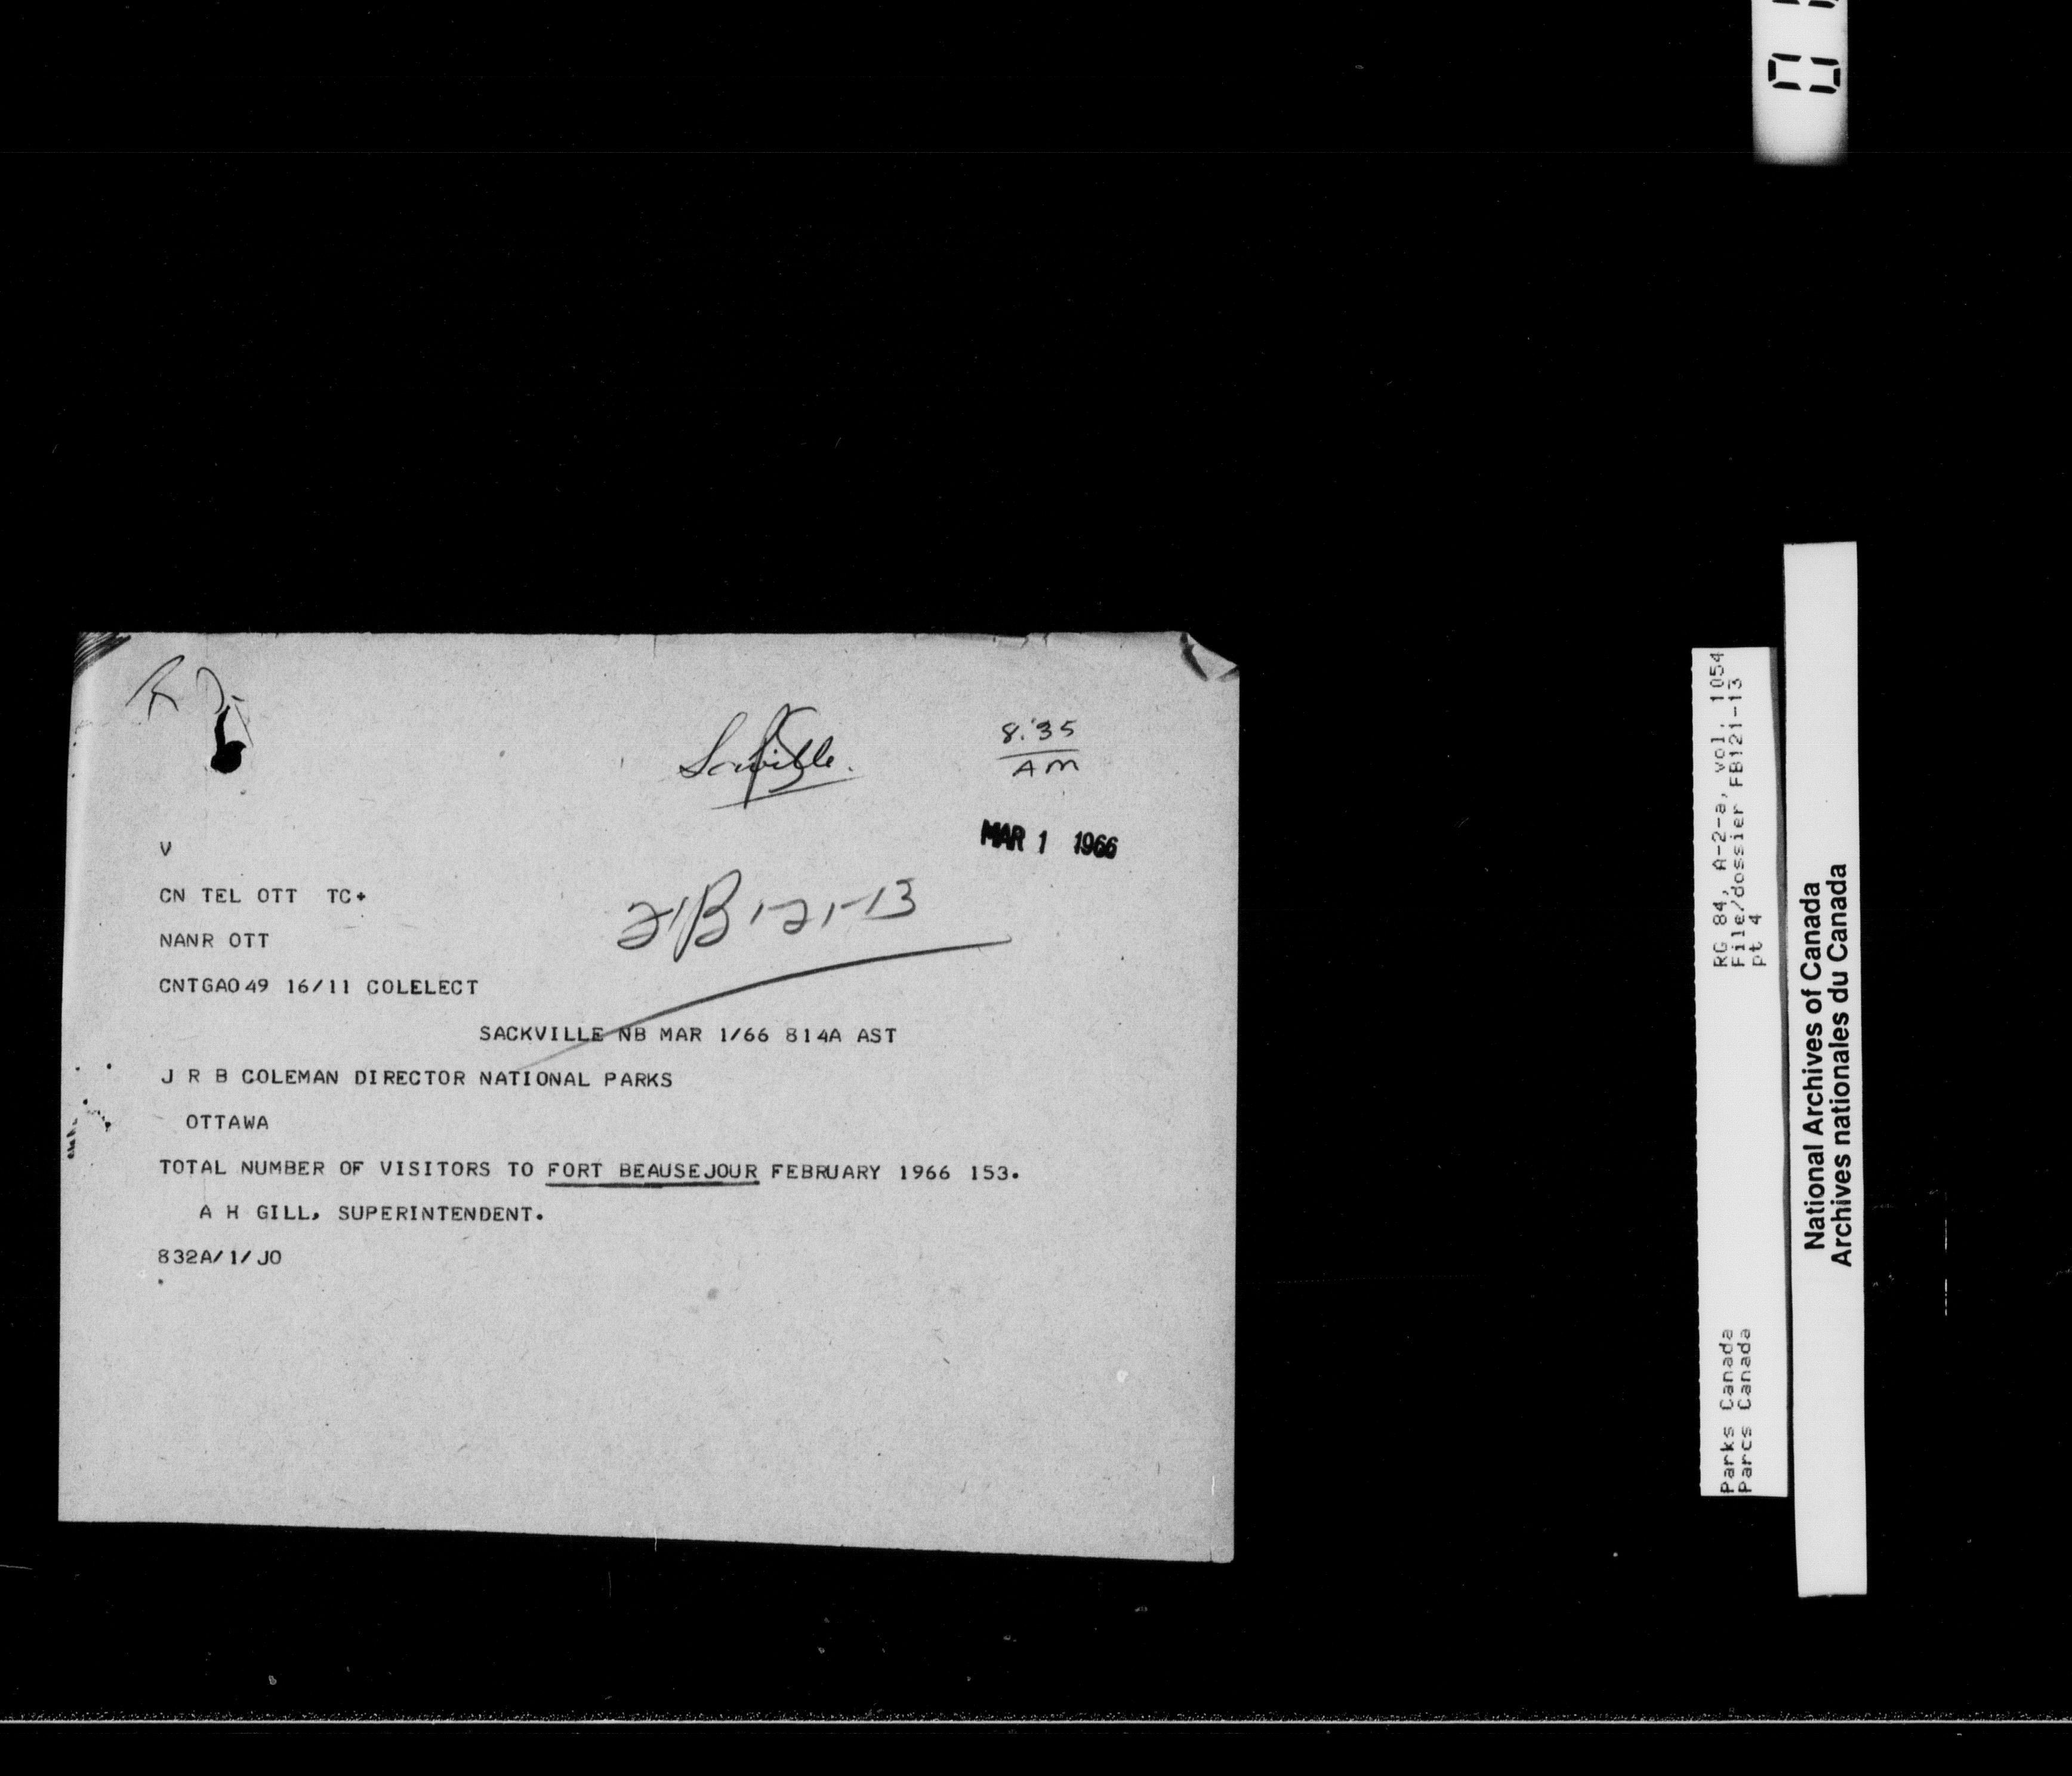 8:35
AM
MAR 1 1966
V
CN TEL OTT TC+
FB 121-13
NANR OTT
CNTGA049 16/11 COLELECT
SACKVILLE NB MAR 1/66 814A AST
J R B COLEMAN DIRECTOR NATIONAL PARKS
OTTAWA
TOTAL NUMBER OF VISITORS TO FORT BEAUSEJOUR FEBRUARY 1966 153.
A H GILL, SUPERINTENDENT.
832A/1/JO
RG 84, A-2-a, vol. 1054
File/dossier FB121-13
pt 4
Parks Canada
Parcs Canada
National Archives of Canada
Archives nationales du Canada